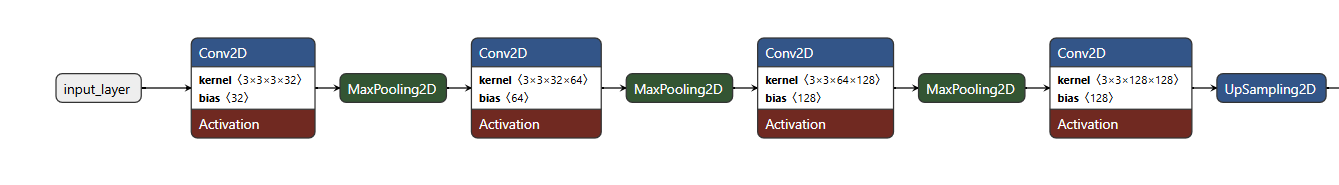 input_layer
Conv2D
kernel ⟨3×3×3×32⟩
bias ⟨32⟩
Activation
MaxPooling2D
Conv2D
kernel ⟨3×3×32×64⟩
bias ⟨64⟩
Activation
MaxPooling2D
Conv2D
kernel ⟨3×3×64×128⟩
bias ⟨128⟩
Activation
MaxPooling2D
Conv2D
kernel ⟨3×3×128×128⟩
bias ⟨128⟩
Activation
UpSampling2D